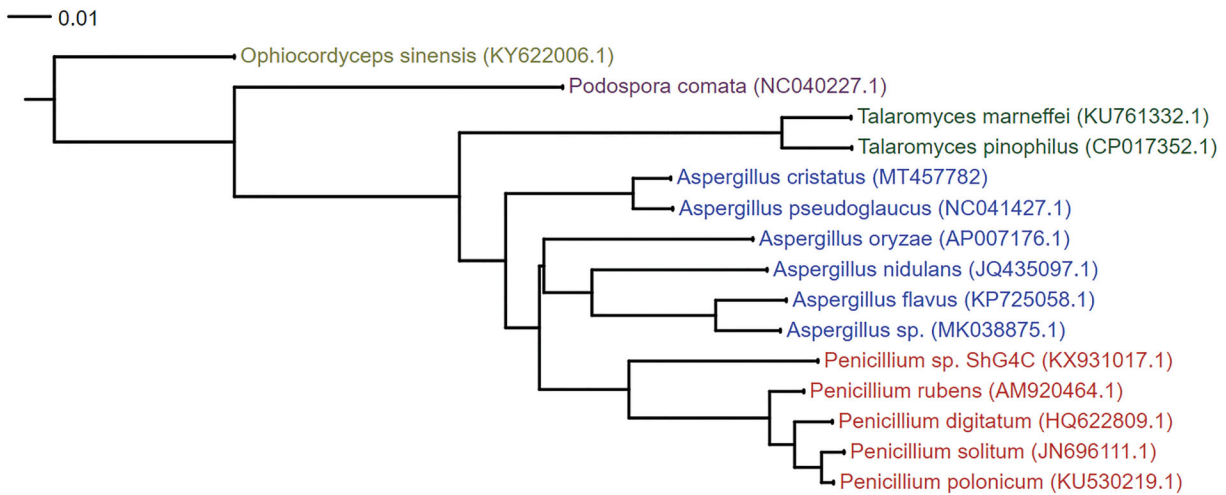 0.01
Ophiocordyceps sinensis (KY622006.1)
Podospora comata (NC040227.1)
Talaromyces marneffei (KU761332.1)
Talaromyces pinophilus (CP017352.1)
Aspergillus cristatus (MT457782)
Aspergillus pseudoglaucus (NC041427.1)
Aspergillus oryzae (AP007176.1)
Aspergillus nidulans (JQ435097.1)
Aspergillus flavus (KP725058.1)
Aspergillus sp. (MK038875.1)
Penicillium sp. ShG4C (KX931017.1)
Penicillium rubens (AM920464.1)
Penicillium digitatum (HQ622809.1)
Penicillium solitum (JN696111.1)
Penicillium polonicum (KU530219.1)